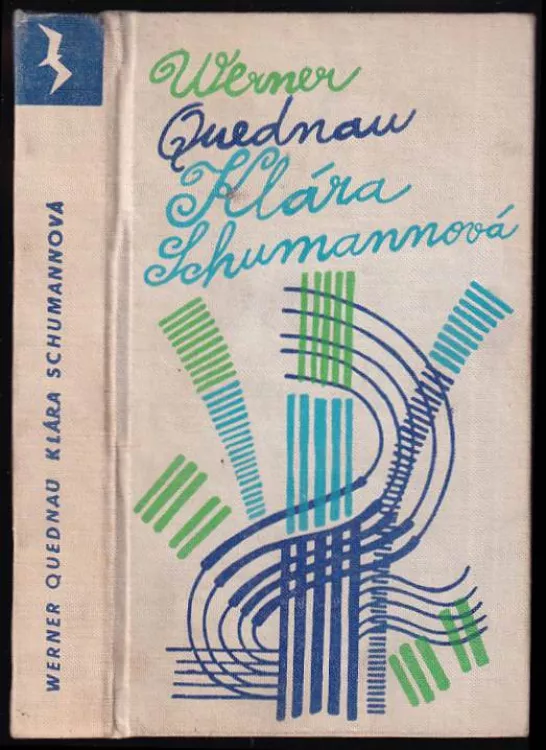 Werner
Quednau
Klára
Schumannová
WERNER QUEDNAU KLÁRA SCHUMANNOVÁ